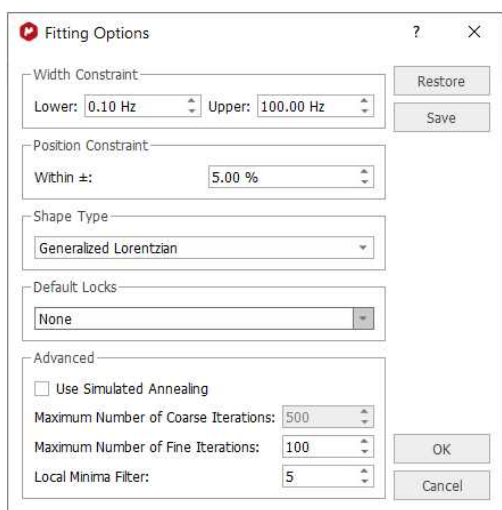 Fitting Options ? ×
Width Constraint
Restore
Lower: 0.10 Hz Upper: 100.00 Hz
Save
Position Constraint
Within ±: 5.00 %
Shape Type
Generalized Lorentzian
Default Locks
None
Advanced
Use Simulated Annealing
Maximum Number of Coarse Iterations: 500
Maximum Number of Fine Iterations: 100
OK
Local Minima Filter: 5
Cancel